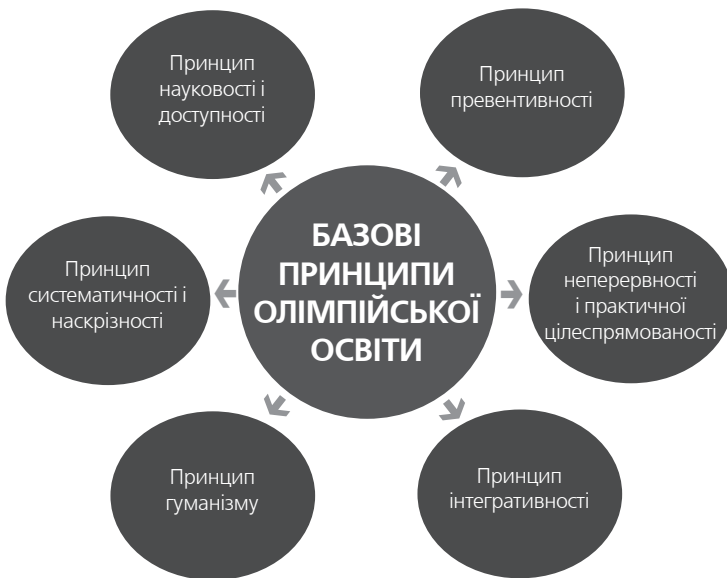 Принцип
науковості і
доступності
Принцип
превентивності
БАЗОВІ
ПРИНЦИПИ
ОЛІМПІЙСЬКОЇ
ОСВІТИ
Принцип
систематичності і
наскрізності
Принцип
неперервності
і практичної
цілеспрямованості
Принцип
гуманізму
Принцип
інтегративності